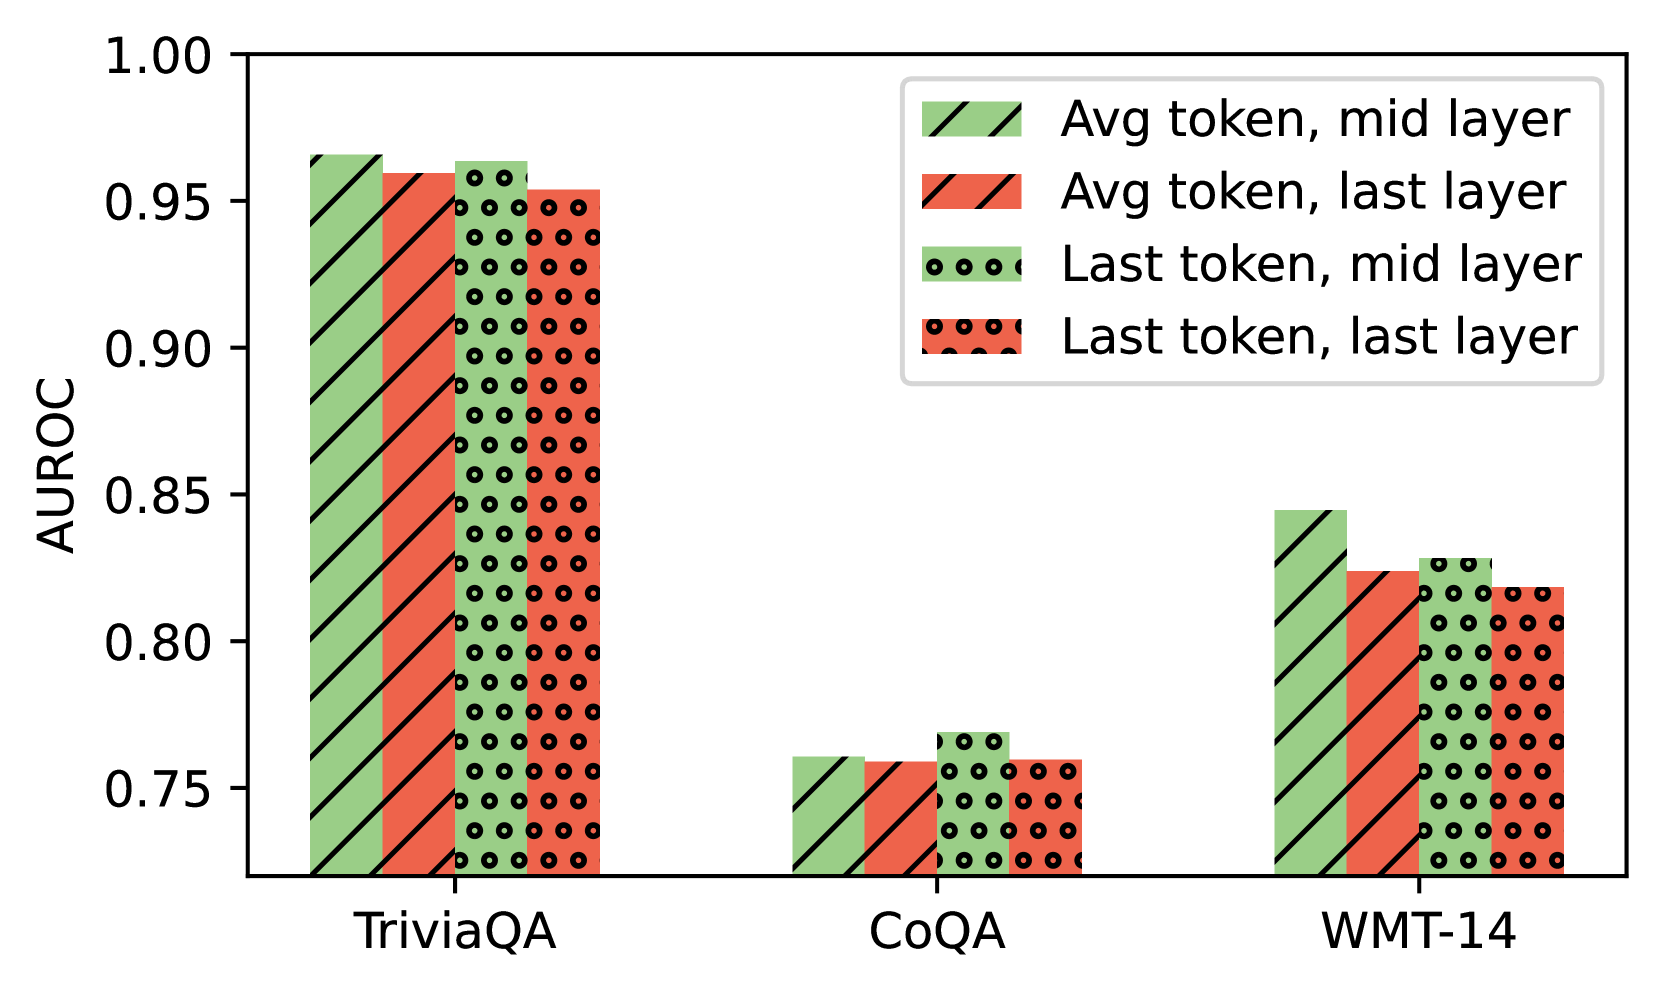 1.00
0.95
0.90
0.85
0.80
0.75
AUROC
Avg token, mid layer
Avg token, last layer
Last token, mid layer
Last token, last layer
TriviaQA
CoQA
WMT-14